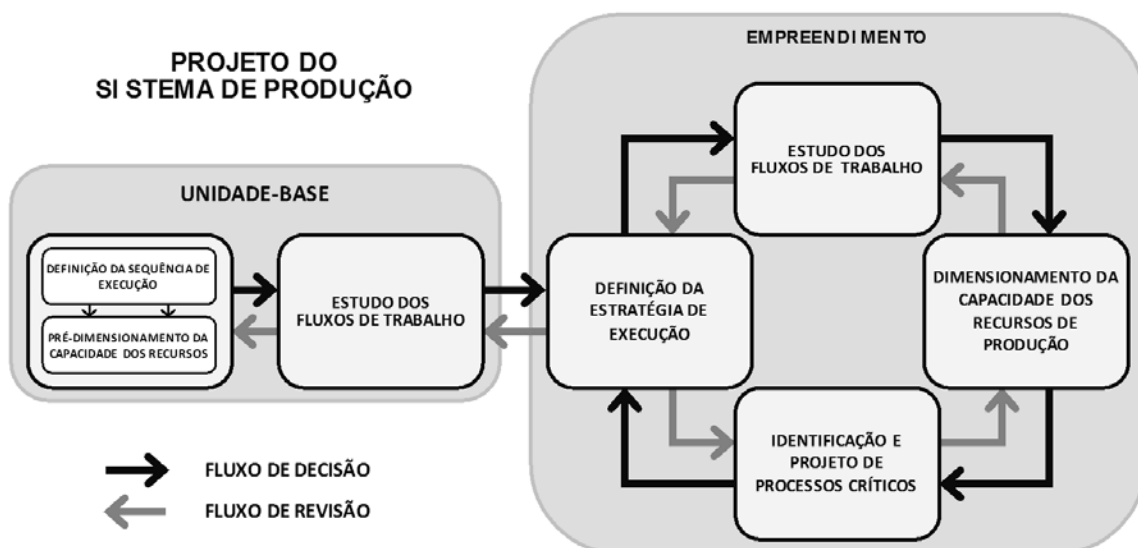 PROJETO DO
SI STEMA DE PRODUÇÃO
UNIDADE-BASE
DEFINIÇÃO DA SEQUÊNCIA DE
EXECUÇÃO
PRÉ-DIMENSIONAMENTO DA
CAPACIDADE DOS RECURSOS
ESTUDO DOS
FLUXOS DE TRABALHO
EMPREENDIMENTO
ESTUDO DOS
FLUXOS DE TRABALHO
DEFINIÇÃO DA
ESTRATÉGIA DE
EXECUÇÃO
DIMENSIONAMENTO DA
CAPACIDADE DOS
RECURSOS DE
PRODUÇÃO
IDENTIFICAÇÃO E
PROJETO DE
PROCESSOS CRÍTICOS
FLUXO DE DECISÃO
FLUXO DE REVISÃO